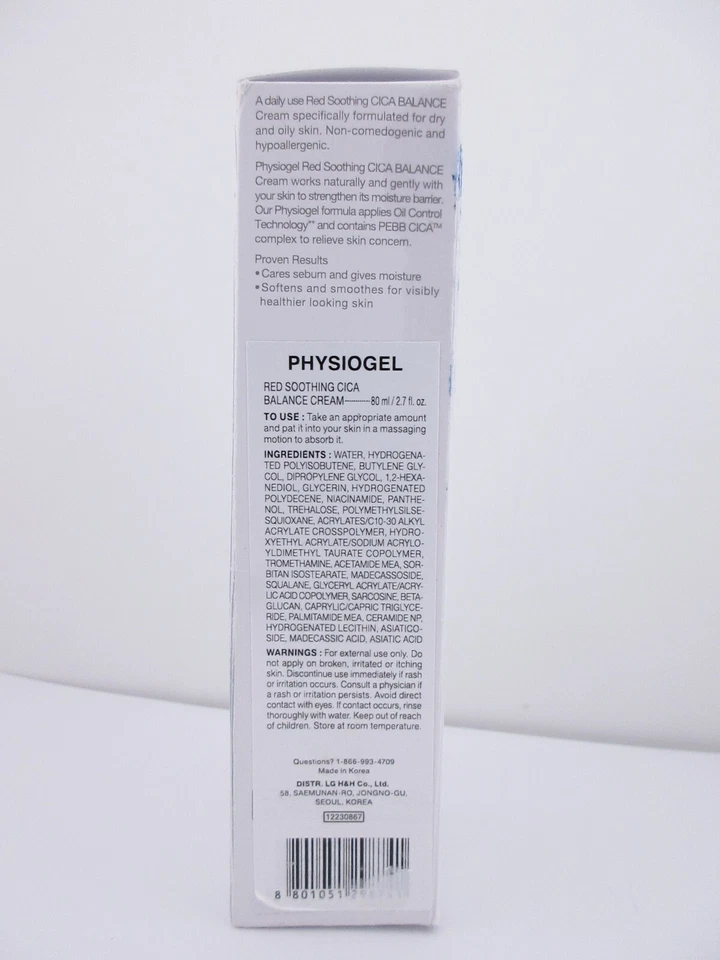 A daily use Red Soothing CICA BALANCE
Cream specifically formulated for dry
and oily skin. Non-comedogenic and
hypoallergenic.
Physiogel Red Soothing CICA BALANCE
Cream works naturally and gently with
your skin to strengthen its moisture barrier.
Our Physiogel formula applies Oil Control
Technology** and contains PEBB CICA™
complex to relieve skin concern.
Proven Results
• Cares sebum and gives moisture
• Softens and smoothes for visibly
healthier looking skin
PHYSIOGEL
RED SOOTHING CICA
BALANCE CREAM----------80 ml / 2.7 fl. oz.
TO USE : Take an appropriate amount
and pat it into your skin in a massaging
motion to absorb it.
INGREDIENTS : WATER, HYDROGENA-
TED POLYISOBUTENE, BUTYLENE GLY-
COL, DIPROPYLENE GLYCOL, 1,2-HEXA-
NEDIOL, GLYCERIN, HYDROGENATED
POLYDECENE, NIACINAMIDE, PANTHE-
NOL, TREHALOSE, POLYMETHYLSILSE-
SQUIOXANE, ACRYLATES/C10-30 ALKYL
ACRYLATE CROSSPOLYMER, HYDRO-
XYETHYL ACRYLATE/SODIUM ACRYLO-
YLDIMETHYL TAURATE COPOLYMER,
TROMETHAMINE, ACETAMIDE MEA, SOR-
BITAN ISOSTEARATE, MADECASSOSIDE,
SQUALANE, GLYCERYL ACRYLATE/ACRY-
LIC ACID COPOLYMER, SARCOSINE, BETA-
GLUCAN, CAPRYLIC/CAPRIC TRIGLYCE-
RIDE, PALMITAMIDE MEA, CERAMIDE NP,
HYDROGENATED LECITHIN, ASIATICO-
SIDE, MADECASSIC ACID, ASIATIC ACID
WARNINGS : For external use only. Do
not apply on broken, irritated or itching
skin. Discontinue use immediately if rash
or irritation occurs. Consult a physician if
a rash or irritation persists. Avoid direct
contact with eyes. If contact occurs, rinse
thoroughly with water. Keep out of reach
of children. Store at room temperature.
Questions? 1-866-993-4709
Made in Korea
DISTR. LG H&H Co., Ltd.
58, SAEMUNAN-RO, JONGNO-GU,
SEOUL, KOREA
12230867
8 801051